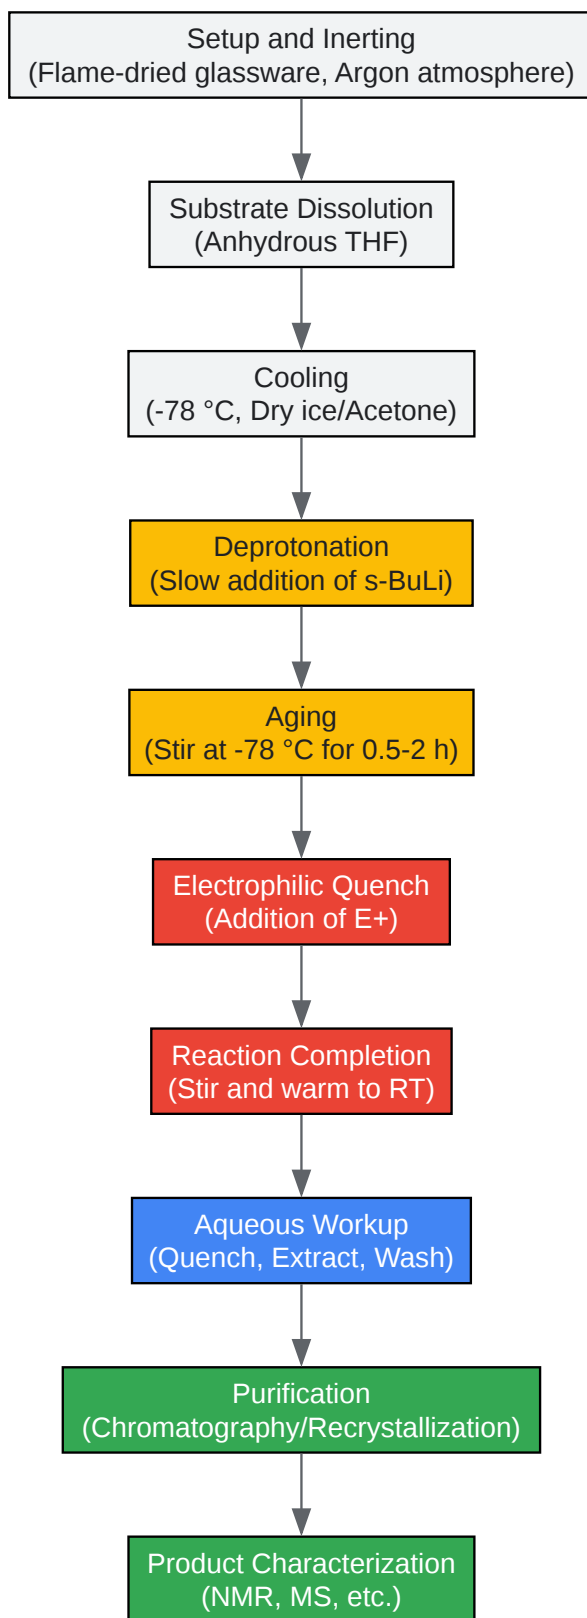 Setup and Inerting
(Flame-dried glassware, Argon atmosphere)
Substrate Dissolution
(Anhydrous THF)
Cooling
(-78 °C, Dry ice/Acetone)
Deprotonation
(Slow addition of s-BuLi)
Aging
(Stir at -78 °C for 0.5-2 h)
Electrophilic Quench
(Addition of E+)
Reaction Completion
(Stir and warm to RT)
Aqueous Workup
(Quench, Extract, Wash)
Purification
(Chromatography/Recrystallization)
Product Characterization
(NMR, MS, etc.)